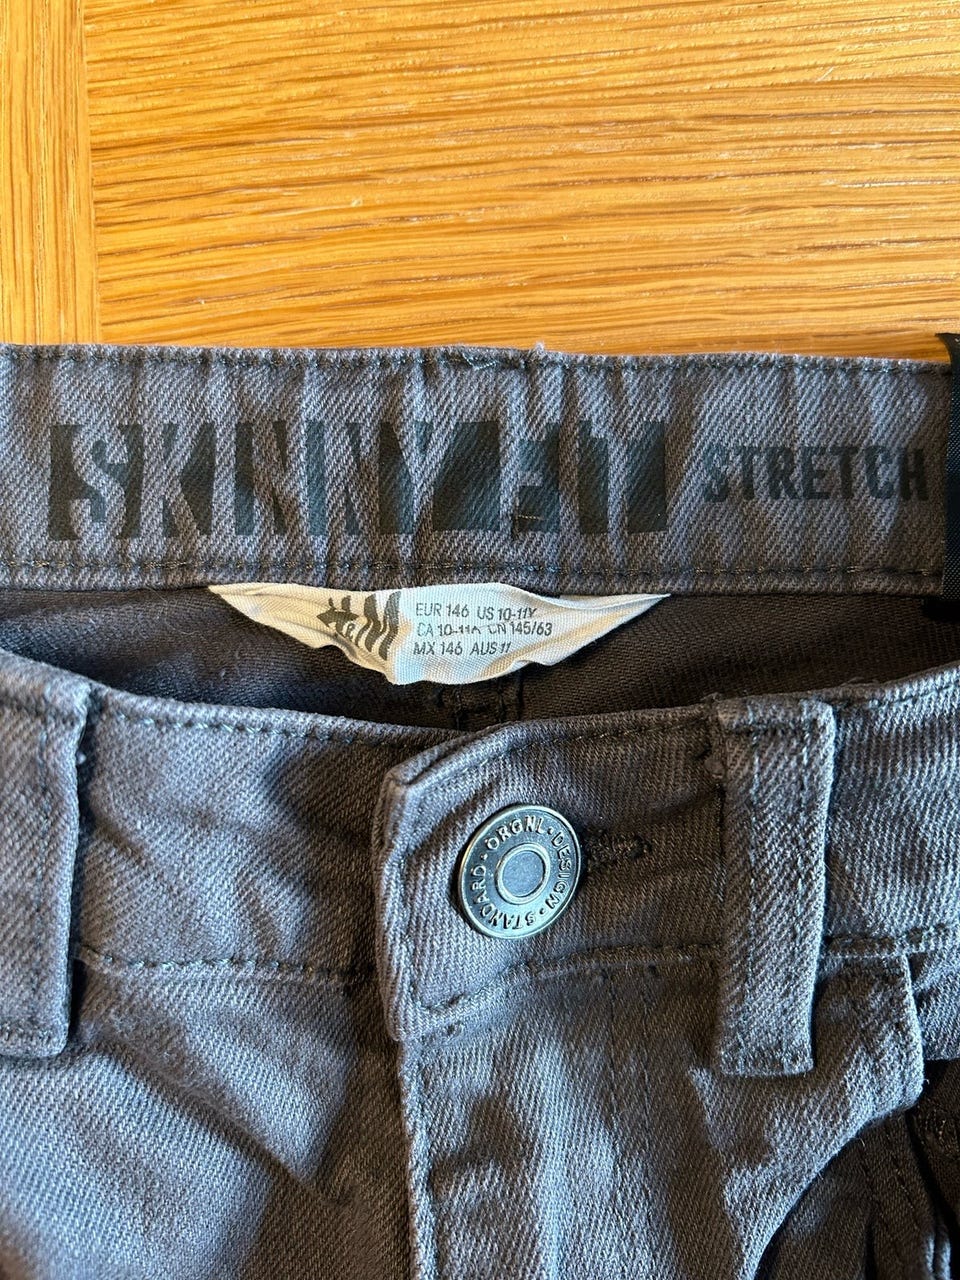 SKINNY FIT STRETCH
H&M
EUR 146 US 10-11Y
CA 10-11A CN 145/63
MX 146 AUS 11
ORGNL · DESIGN · STANDARD ·